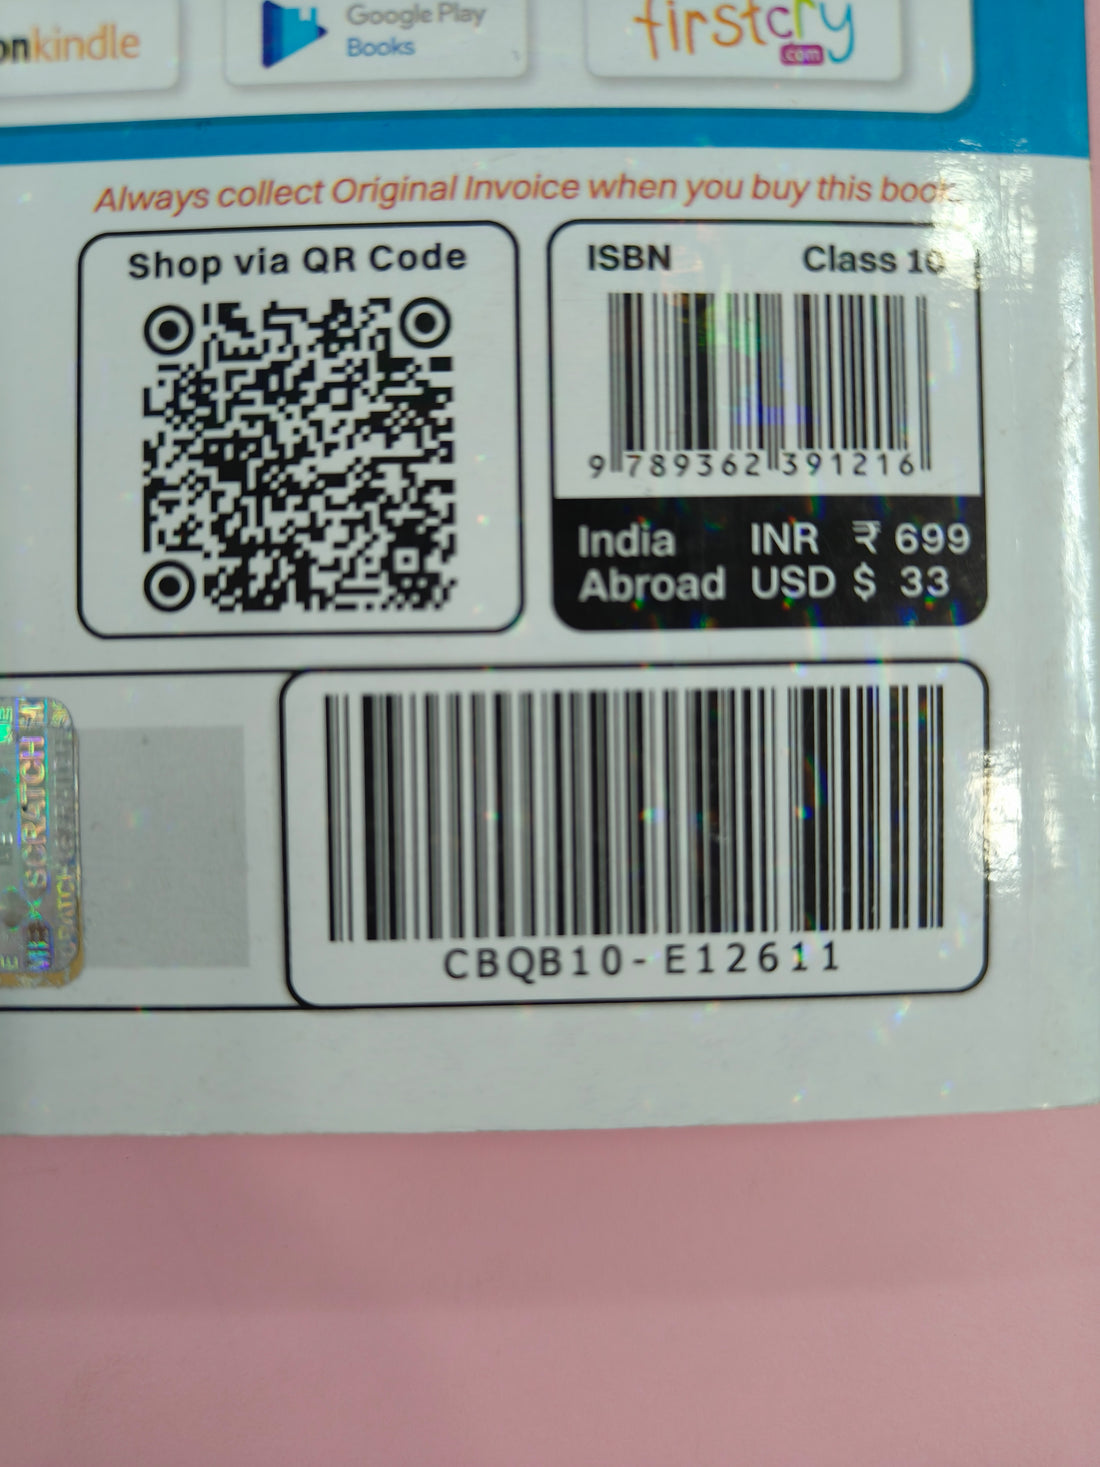 onkindle
Google Play
Books
firstcry
.com
Always collect Original Invoice when you buy this book.
Shop via QR Code
ISBN Class 10
9 789362 391216
India INR ₹ 699
Abroad USD $ 33
SCRATCH
CBQB10-E12611